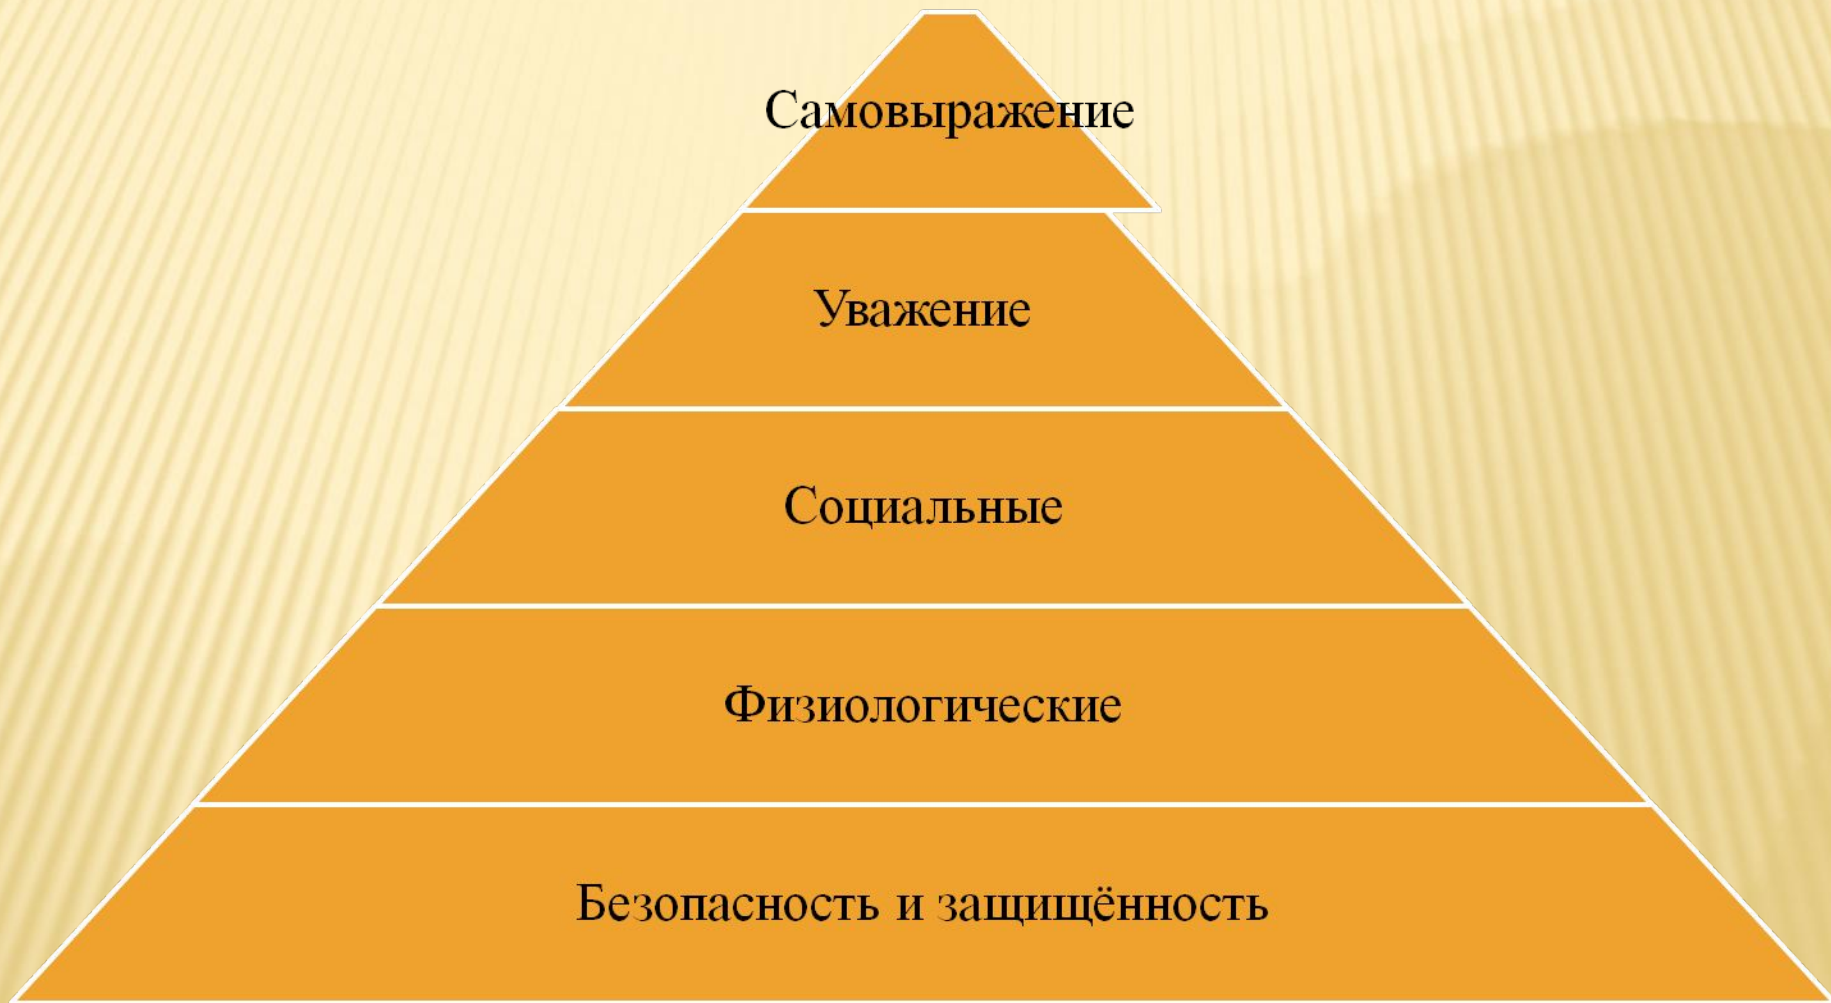 Самовыражение
Уважение
Социальные
Физиологические
Безопасность и защищённость